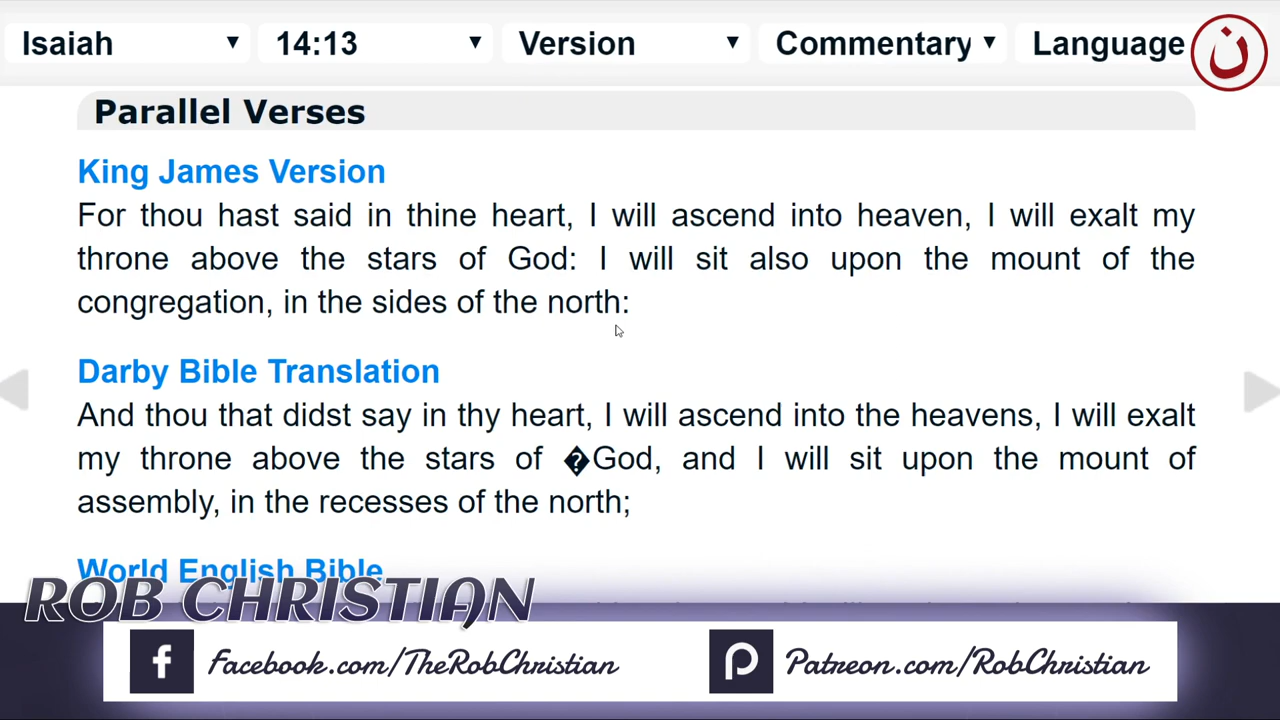 Isaiah 14:13 Version Commentary Language ن
Parallel Verses
King James Version
For thou hast said in thine heart, I will ascend into heaven, I will exalt my
throne above the stars of God: I will sit also upon the mount of the
congregation, in the sides of the north:
Darby Bible Translation
And thou that didst say in thy heart, I will ascend into the heavens, I will exalt
my throne above the stars of �God, and I will sit upon the mount of
assembly, in the recesses of the north;
World English Bible
ROB CHRISTIAN
Facebook.com/TheRobChristian Patreon.com/RobChristian